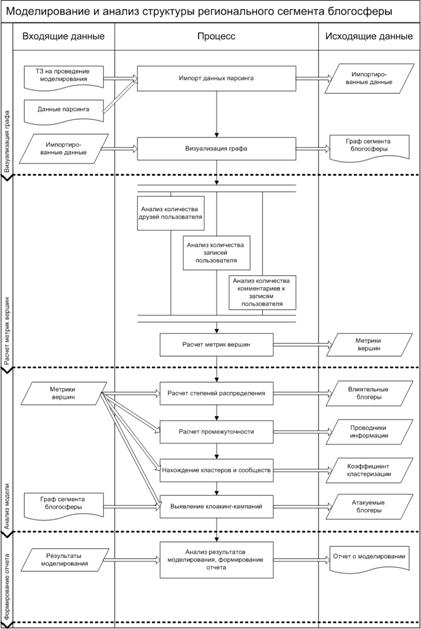 Моделирование и анализ структуры регионального сегмента блогосферы
Входящие данные
Процесс
Исходящие данные
Визуализация графа
ТЗ на проведение
моделирования
Импорт данных парсинга
Импортиро-
ванные данные
Данные парсинга
Импортиро-
ванные данные
Визуализация графа
Граф сегмента
блогосферы
Расчет метрик вершин
Анализ количества
друзей пользователя
Анализ количества
записей
пользователя
Анализ количества
комментариев к
записям
пользователя
Расчет метрик вершин
Метрики
вершин
Анализ модели
Метрики
вершин
Расчет степеней распределения
Влиятельные
блогеры
Расчет промежуточности
Проводники
информации
Нахождение кластеров и сообществ
Коэффициент
кластеризации
Граф сегмента
блогосферы
Выявление клоакинг-кампаний
Атакуемые
блогеры
Формирование отчета
Результаты
моделирования
Анализ результатов
моделирования, формирование
отчета
Отчет о моделировании